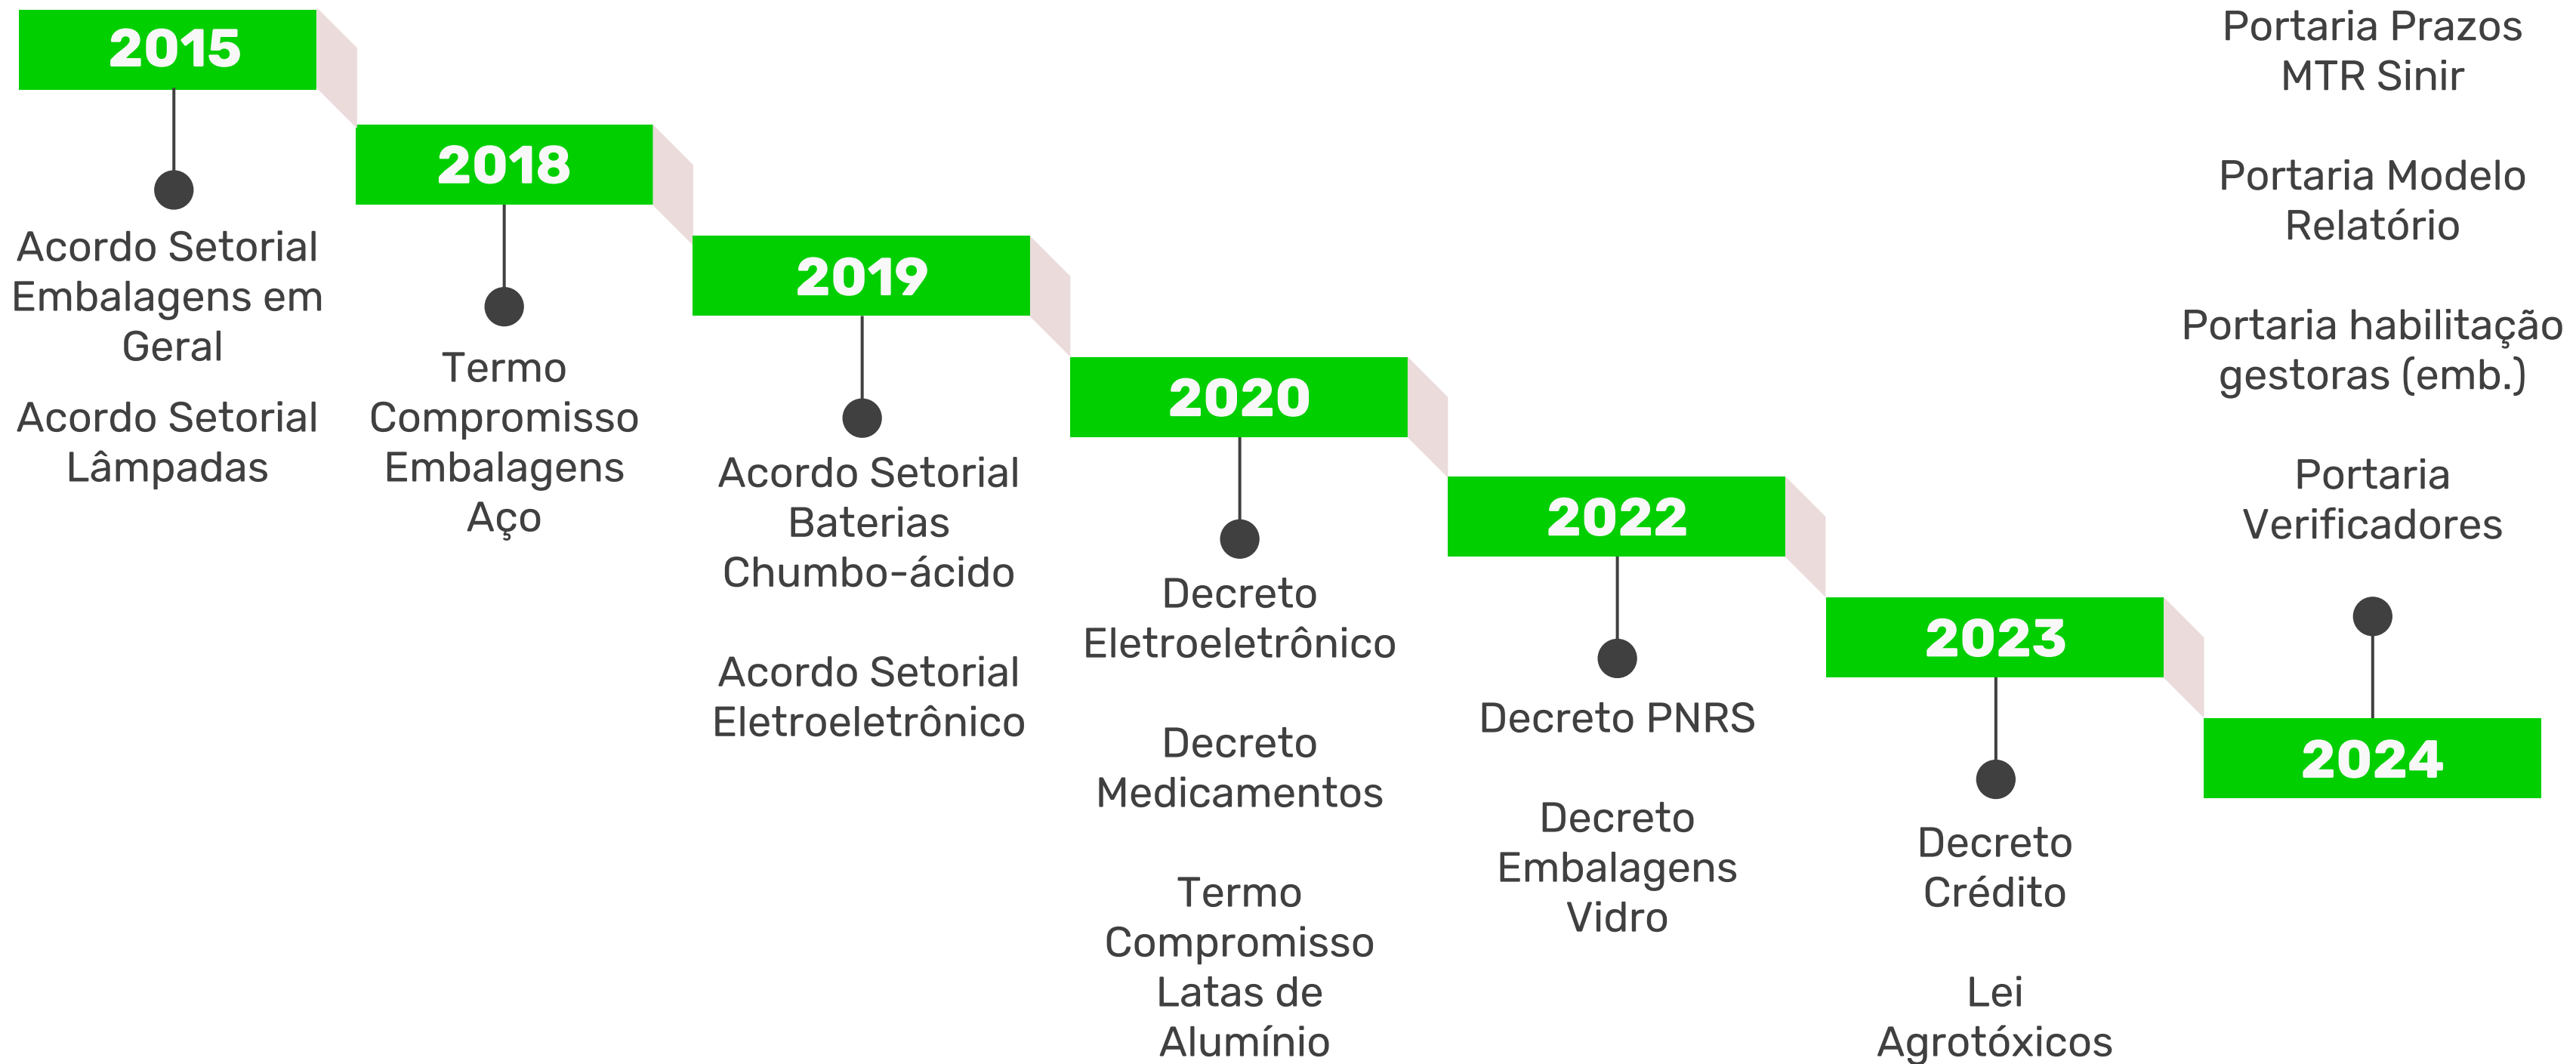 2015
Acordo Setorial
Embalagens em
Geral
Acordo Setorial
Lâmpadas
2018
Termo
Compromisso
Embalagens
Aço
2019
Acordo Setorial
Baterias
Chumbo-ácido
Acordo Setorial
Eletroeletrônico
2020
Decreto
Eletroeletrônico
Decreto
Medicamentos
Termo
Compromisso
Latas de
Alumínio
2022
Decreto PNRS
Decreto
Embalagens
Vidro
2023
Decreto
Crédito
Lei
Agrotóxicos
Portaria Prazos
MTR Sinir
Portaria Modelo
Relatório
Portaria habilitação
gestoras (emb.)
Portaria
Verificadores
2024